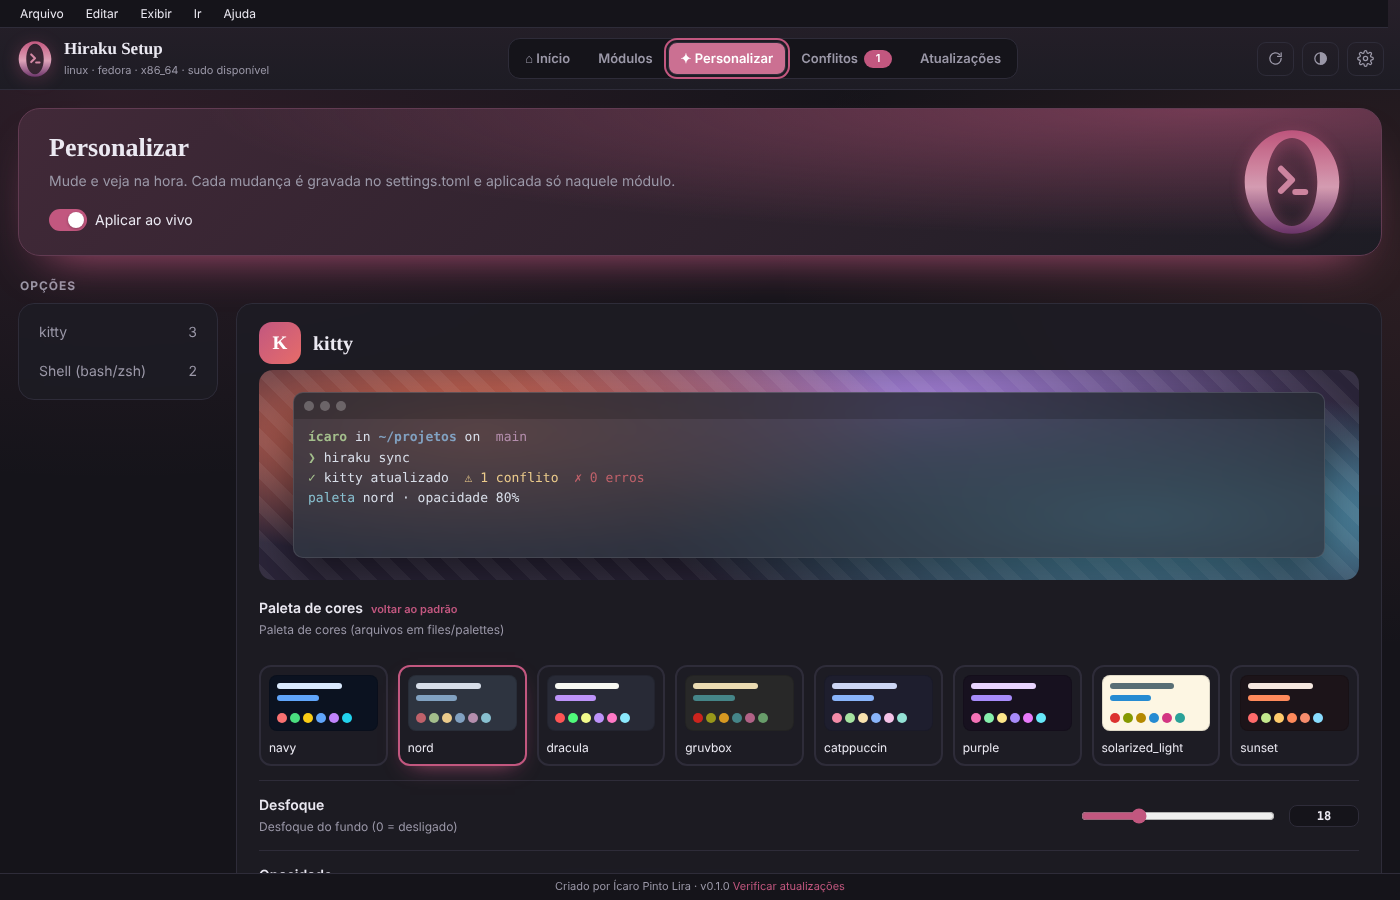 Arquivo Editar Exibir Ir Ajuda
Hiraku Setup
linux · fedora · x86_64 · sudo disponível
⌂ Início Módulos ✦ Personalizar Conflitos 1 Atualizações
Personalizar
Mude e veja na hora. Cada mudança é gravada no settings.toml e aplicada só naquele módulo.
Aplicar ao vivo
OPÇÕES
kitty 3
Shell (bash/zsh) 2
K kitty
ícaro in ~/projetos on main
❯ hiraku sync
✓ kitty atualizado ⚠ 1 conflito ✗ 0 erros
paleta nord · opacidade 80%
Paleta de cores voltar ao padrão
Paleta de cores (arquivos em files/palettes)
navy nord dracula gruvbox catppuccin purple solarized_light sunset
Desfoque
Desfoque do fundo (0 = desligado)
18
Criado por Ícaro Pinto Lira · v0.1.0 Verificar atualizações